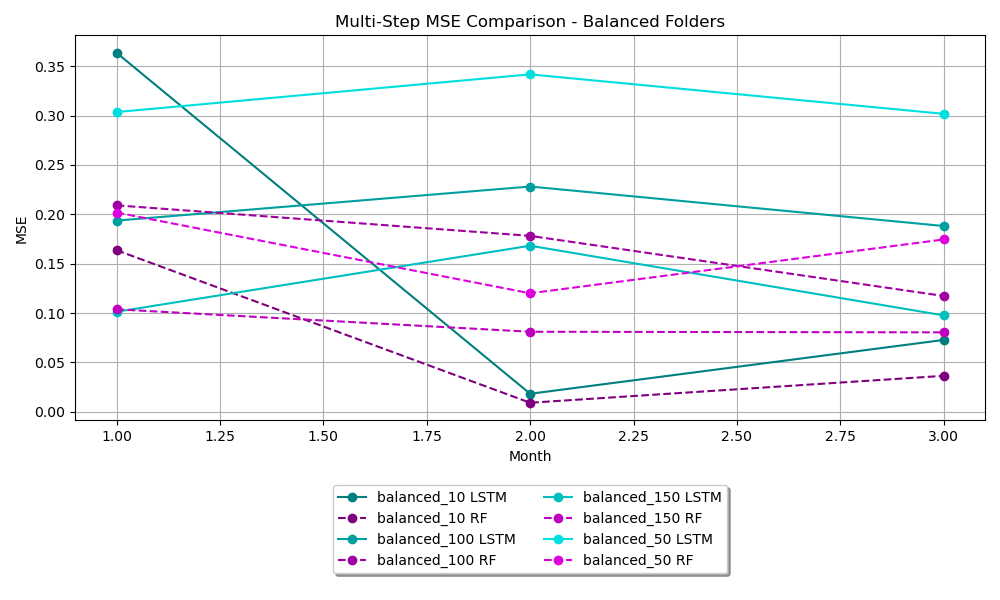 Multi-Step MSE Comparison - Balanced Folders
0.35
0.30
0.25
0.20
0.15
0.10
0.05
0.00
MSE
1.00 1.25 1.50 1.75 2.00 2.25 2.50 2.75 3.00
Month
balanced_10 LSTM
balanced_10 RF
balanced_100 LSTM
balanced_100 RF
balanced_150 LSTM
balanced_150 RF
balanced_50 LSTM
balanced_50 RF